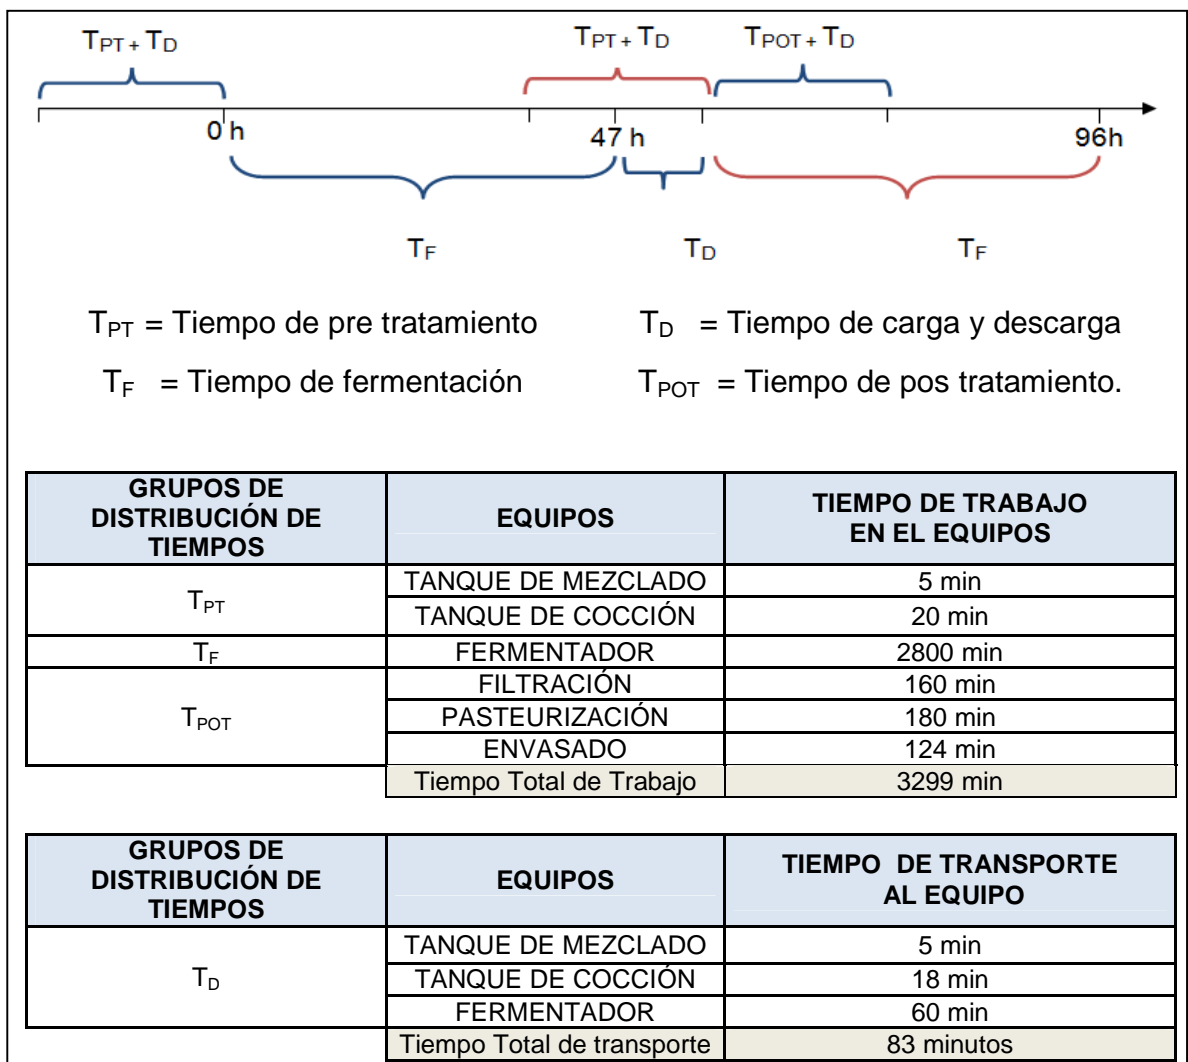 TPT + TD TPT + TD TPOT + TD
0 h 47 h 96h
TF TD TF
TPT = Tiempo de pre tratamiento TD = Tiempo de carga y descarga
TF = Tiempo de fermentación TPOT = Tiempo de pos tratamiento.
GRUPOS DE DISTRIBUCIÓN DE TIEMPOS EQUIPOS TIEMPO DE TRABAJO EN EL EQUIPOS
TPT TANQUE DE MEZCLADO 5 min
TANQUE DE COCCIÓN 20 min
TF FERMENTADOR 2800 min
TPOT FILTRACIÓN 160 min
PASTEURIZACIÓN 180 min
ENVASADO 124 min
Tiempo Total de Trabajo 3299 min
GRUPOS DE DISTRIBUCIÓN DE TIEMPOS EQUIPOS TIEMPO DE TRANSPORTE AL EQUIPO
TD TANQUE DE MEZCLADO 5 min
TANQUE DE COCCIÓN 18 min
FERMENTADOR 60 min
Tiempo Total de transporte 83 minutos